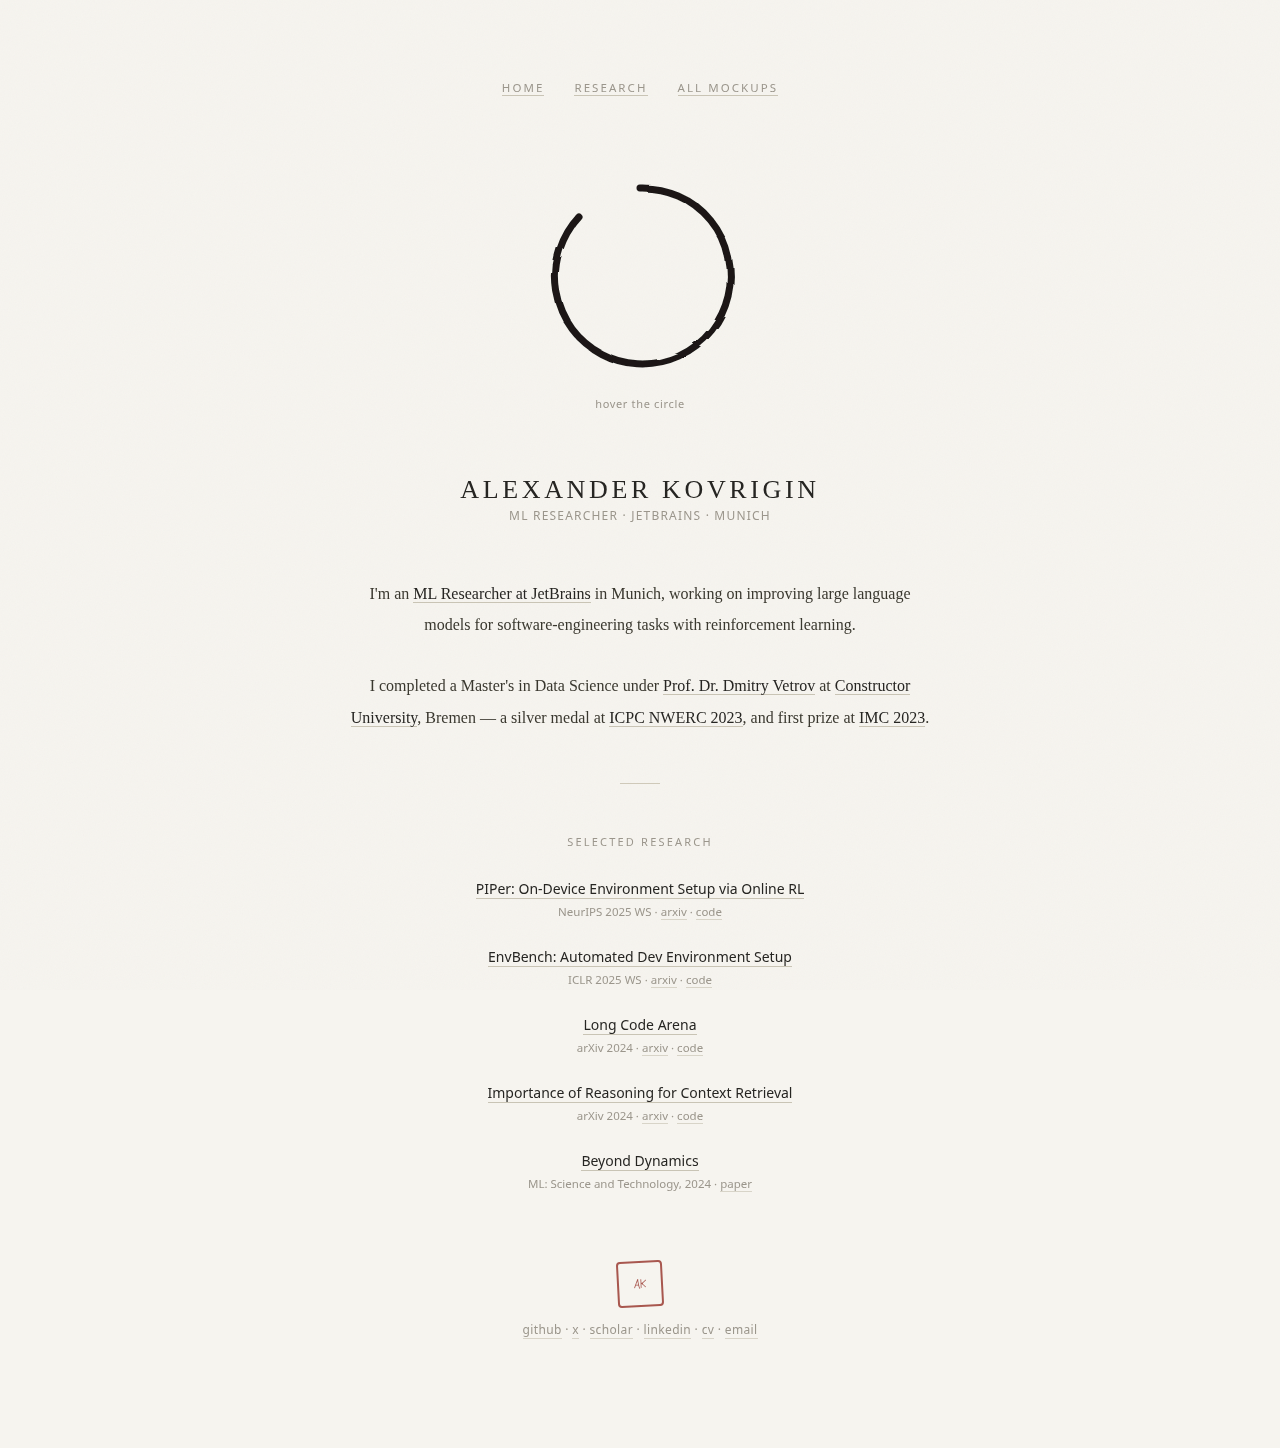 HOME RESEARCH ALL MOCKUPS
hover the circle
ALEXANDER KOVRIGIN
ML RESEARCHER · JETBRAINS · MUNICH
I'm an ML Researcher at JetBrains in Munich, working on improving large language
models for software-engineering tasks with reinforcement learning.
I completed a Master's in Data Science under Prof. Dr. Dmitry Vetrov at Constructor
University, Bremen — a silver medal at ICPC NWERC 2023, and first prize at IMC 2023.
SELECTED RESEARCH
PIPer: On-Device Environment Setup via Online RL
NeurIPS 2025 WS · arxiv · code
EnvBench: Automated Dev Environment Setup
ICLR 2025 WS · arxiv · code
Long Code Arena
arXiv 2024 · arxiv · code
Importance of Reasoning for Context Retrieval
arXiv 2024 · arxiv · code
Beyond Dynamics
ML: Science and Technology, 2024 · paper
AK
github · x · scholar · linkedin · cv · email